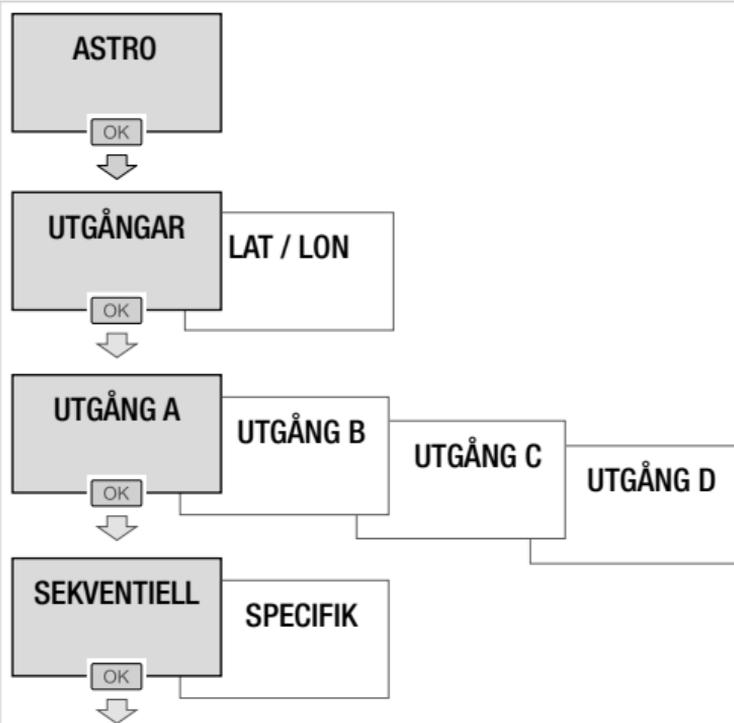 ASTRO
OK
UTGÅNGAR
LAT / LON
OK
UTGÅNG A
UTGÅNG B
UTGÅNG C
UTGÅNG D
OK
SEKVENTIELL
SPECIFIK
OK